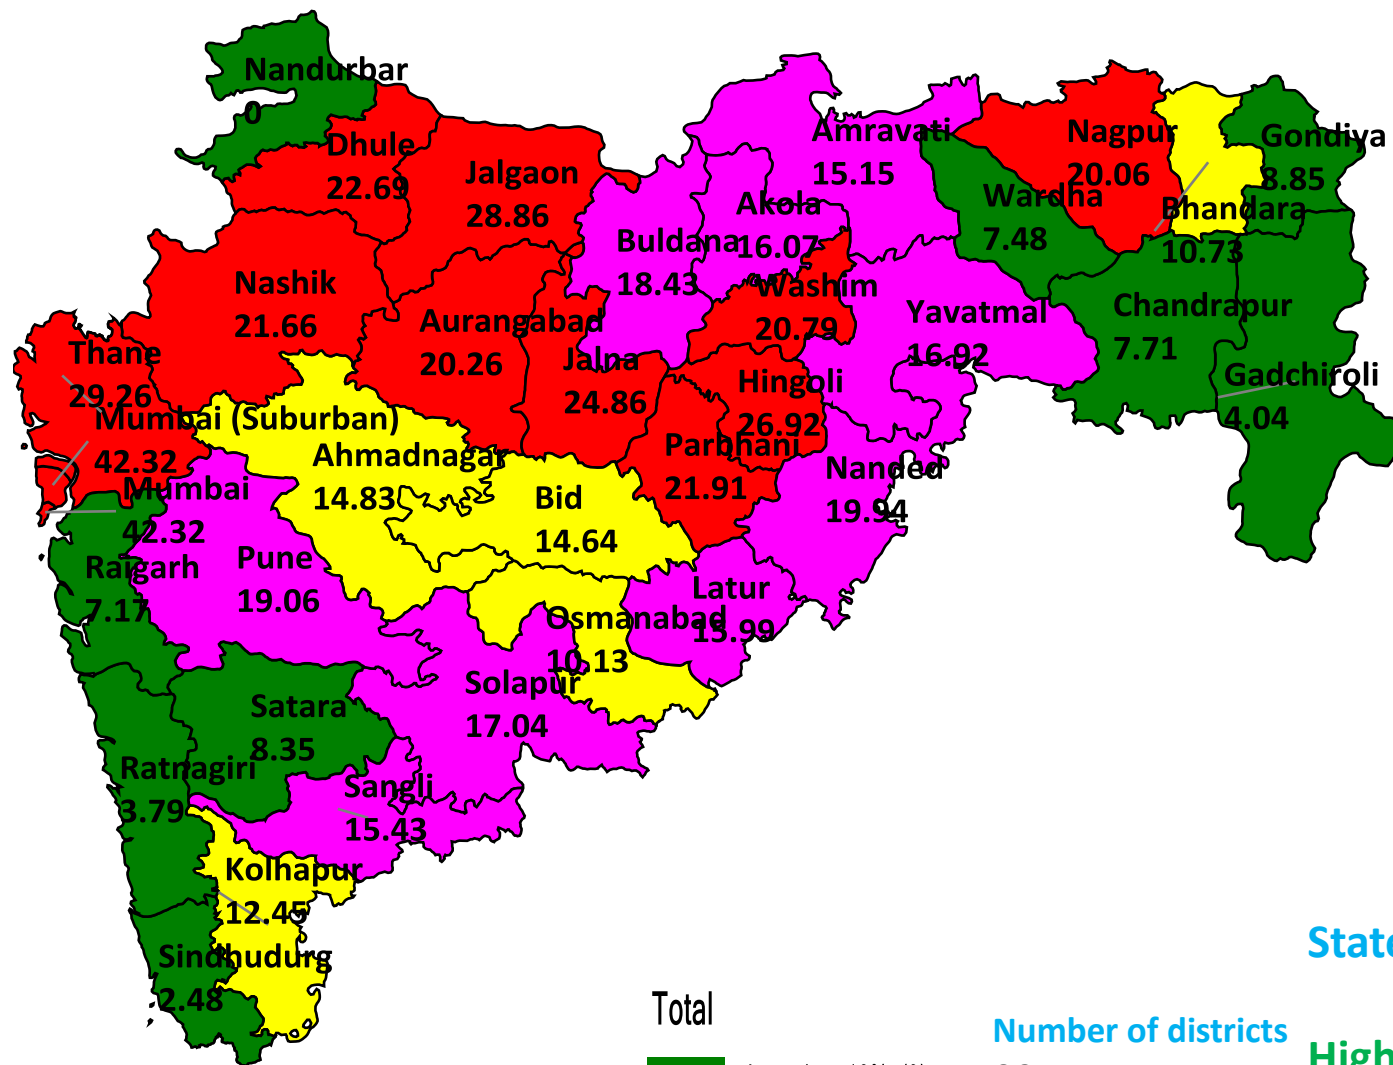 Nandurbar
0
Dhule
22.69
Jalgaon
28.86
Amravati
15.15
Nagpur
20.06
Gondiya
8.85
Akola
16.07
Wardha
7.48
Bhandara
10.73
Buldana
18.43
Nashik
21.66
Washim
20.79
Yavatmal
16.92
Chandrapur
7.71
Aurangabad
20.26
Jalna
24.86
Thane
29.26
Hingoli
26.92
Gadchiroli
4.04
Mumbai (Suburban)
42.32
Ahmadnagar
14.83
Parbhani
21.91
Nanded
19.94
Mumbai
42.32
Bid
14.64
Raigarh
7.17
Pune
19.06
Latur
15.99
Osmanabad
10.13
Solapur
17.04
Satara
8.35
Ratnagiri
3.79
Sangli
15.43
Kolhapur
12.45
Sindhudurg
2.48
Total
Number of districts